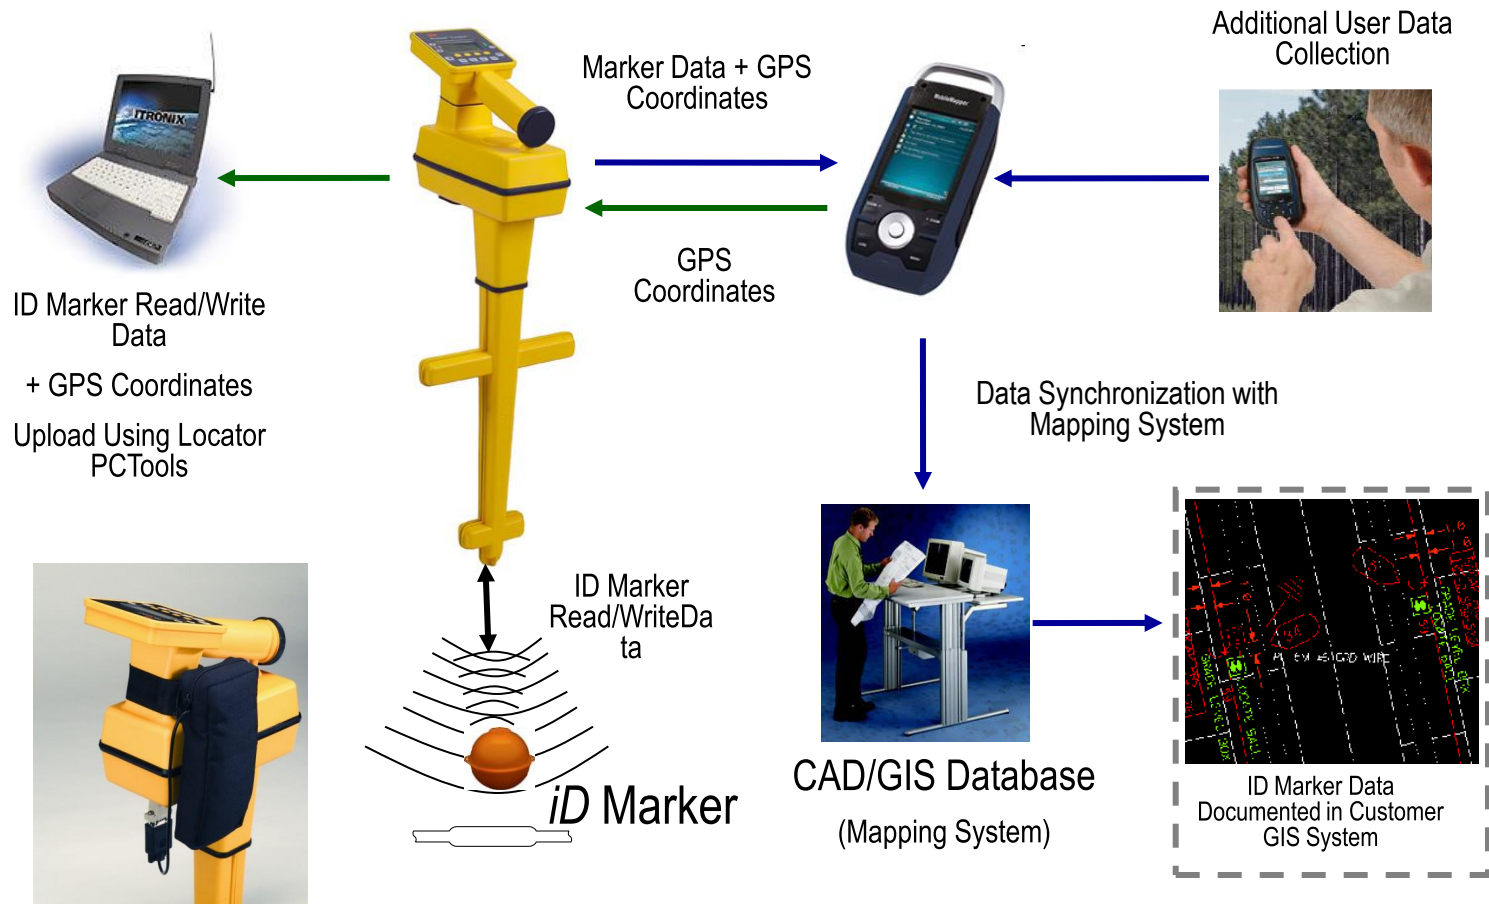 Additional User Data
Collection
Marker Data + GPS
Coordinates
ITRONIX
MobileMapper
GPS
Coordinates
ID Marker Read/Write
Data
+ GPS Coordinates
Upload Using Locator
PCTools
Data Synchronization with
Mapping System
ID Marker
Read/WriteDa
ta
iD Marker
CAD/GIS Database
(Mapping System)
ID Marker Data
Documented in Customer
GIS System